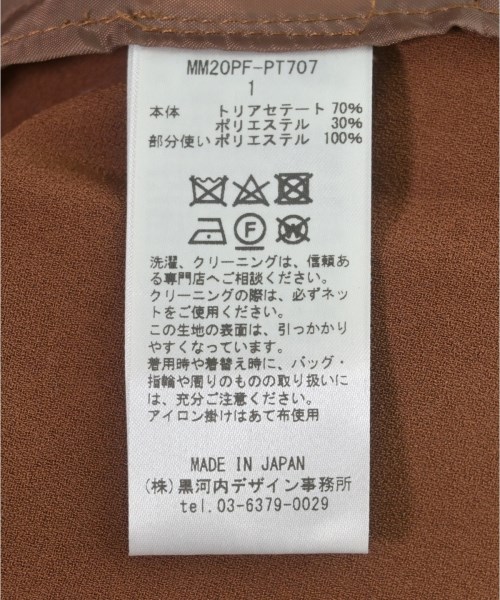 MM20PF-PT707
1
本体 トリアセテート 70%
ポリエステル 30%
部分使い ポリエステル 100%
F W
洗濯、クリーニングは、信頼あ
る専門店へご相談ください。
クリーニングの際は、必ずネッ
トをご使用ください。
この生地の表面は、引っかかり
やすくなっています。
着用時や着替え時に、バッグ・
指輪や周りのものの取り扱いに
は、充分ご注意ください。
アイロン掛けはあて布使用
MADE IN JAPAN
(株)黒河内デザイン事務所
tel. 03-6379-0029